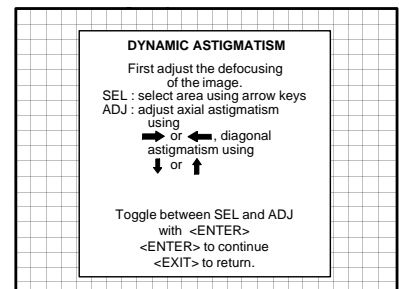 DYNAMIC ASTIGMATISM
First adjust the defocusing
of the image.
SEL : select area using arrow keys
ADJ : adjust axial astigmatism
using
or , diagonal
astigmatism using
or
Toggle between SEL and ADJ
with <ENTER>
<ENTER> to continue
<EXIT> to return.